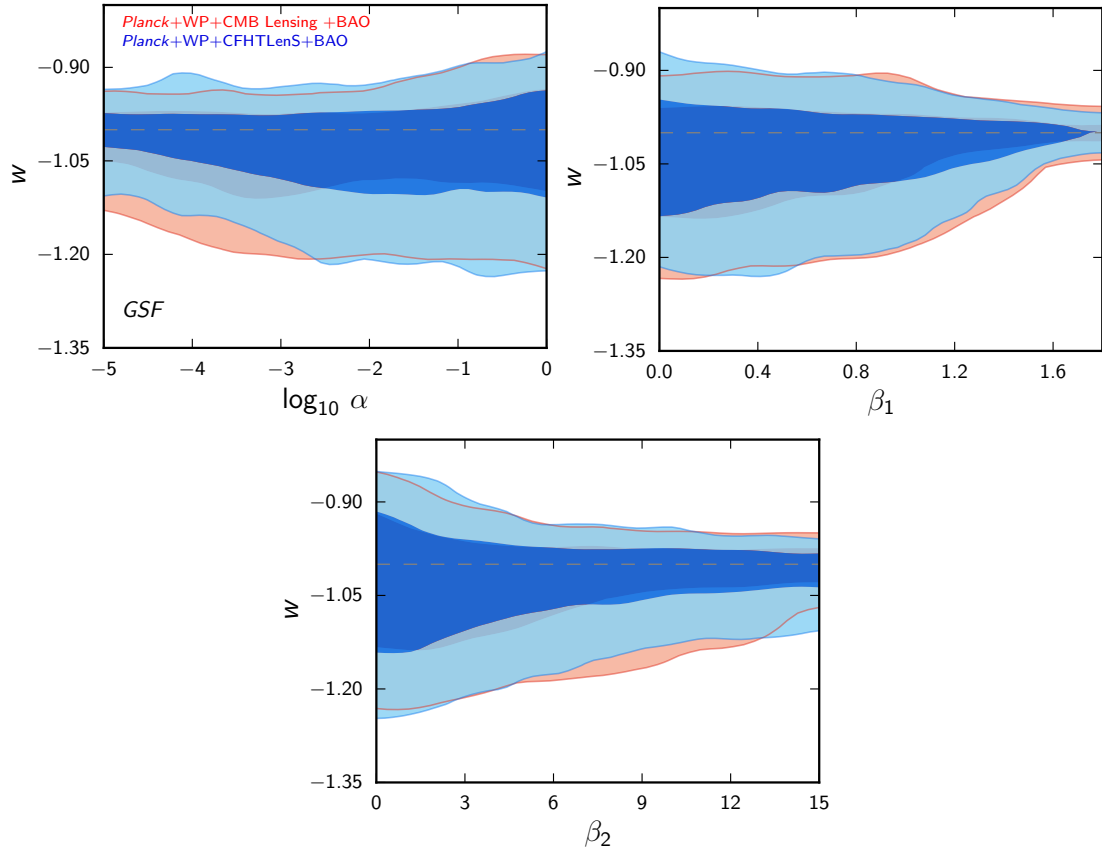 Planck+WP+CMB Lensing +BAO
Planck+WP+CFHTLenS+BAO
−0.90
−1.05
−1.20
−1.35
w
GSF
−5 −4 −3 −2 −1 0
log₁₀ α
−0.90
−1.05
−1.20
−1.35
w
0.0 0.4 0.8 1.2 1.6
β₁
−0.90
−1.05
−1.20
−1.35
w
0 3 6 9 12 15
β₂